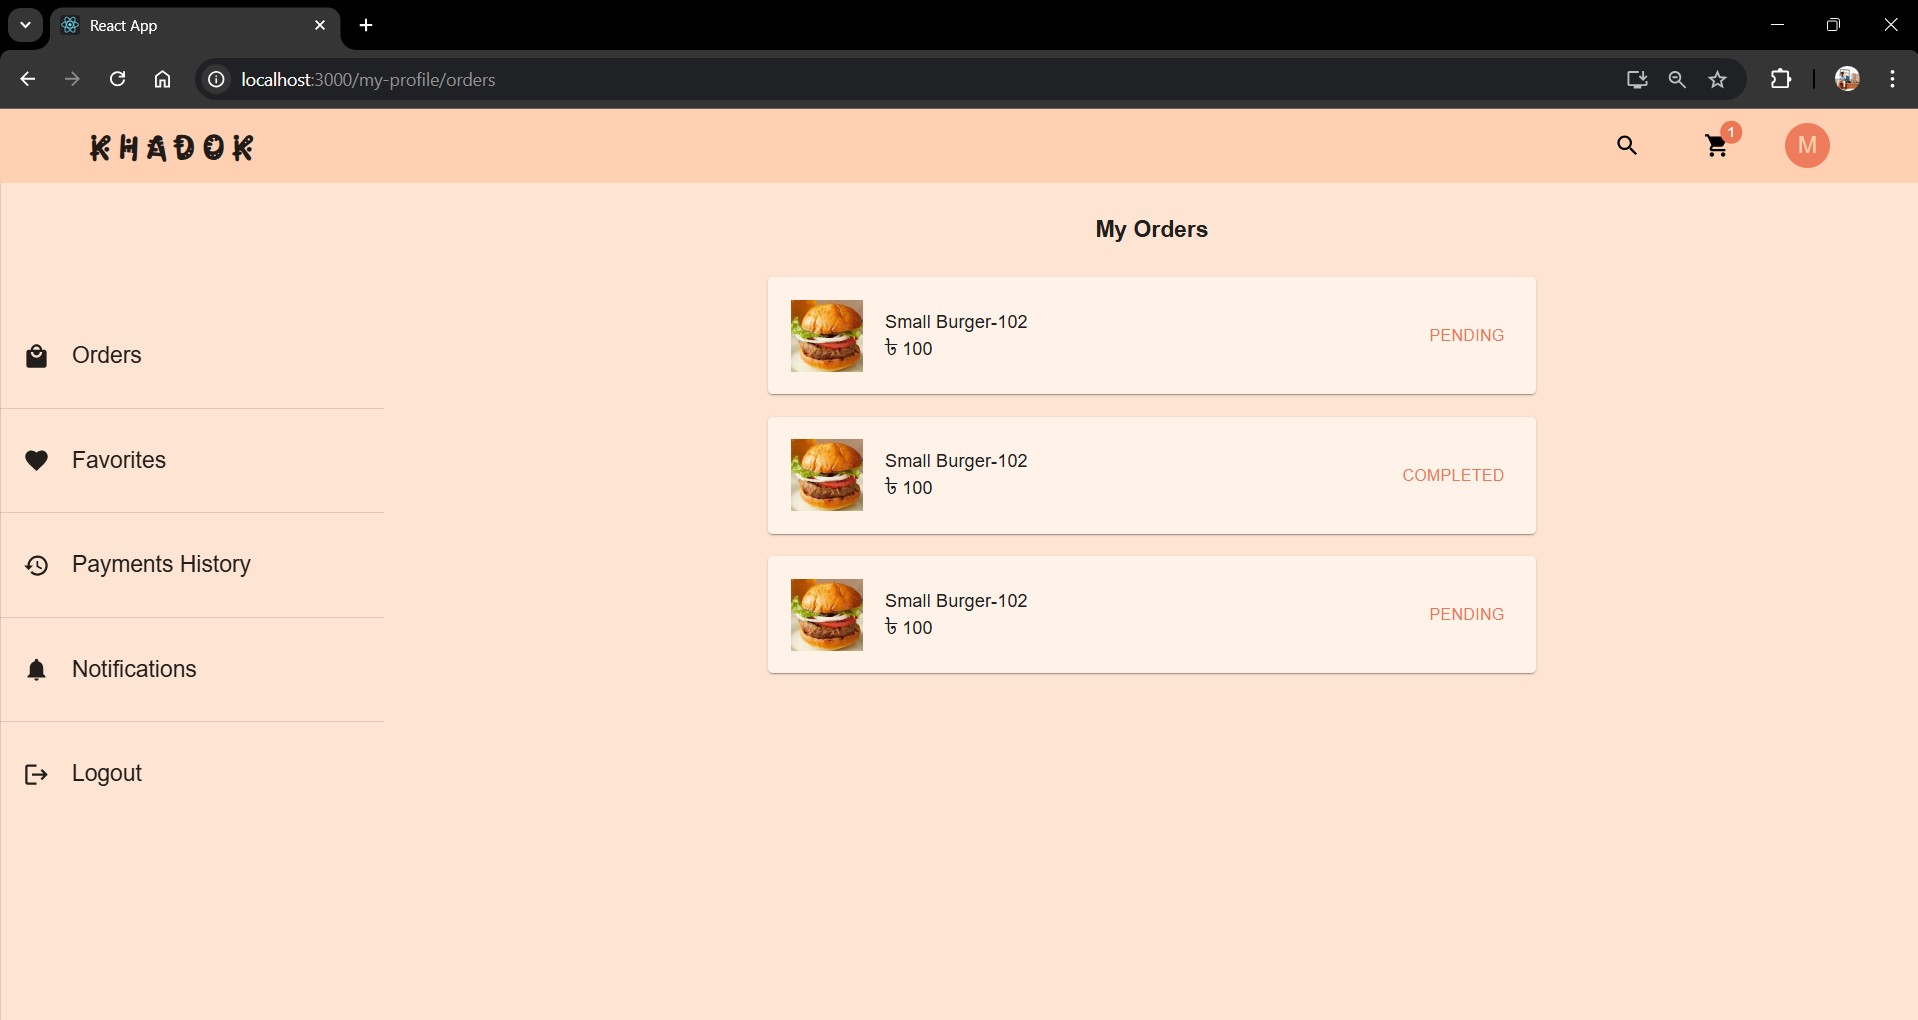 React App
localhost:3000/my-profile/orders
KHADOK
1
M
Orders
Favorites
Payments History
Notifications
Logout
My Orders
Small Burger-102
৳ 100
PENDING
Small Burger-102
৳ 100
COMPLETED
Small Burger-102
৳ 100
PENDING